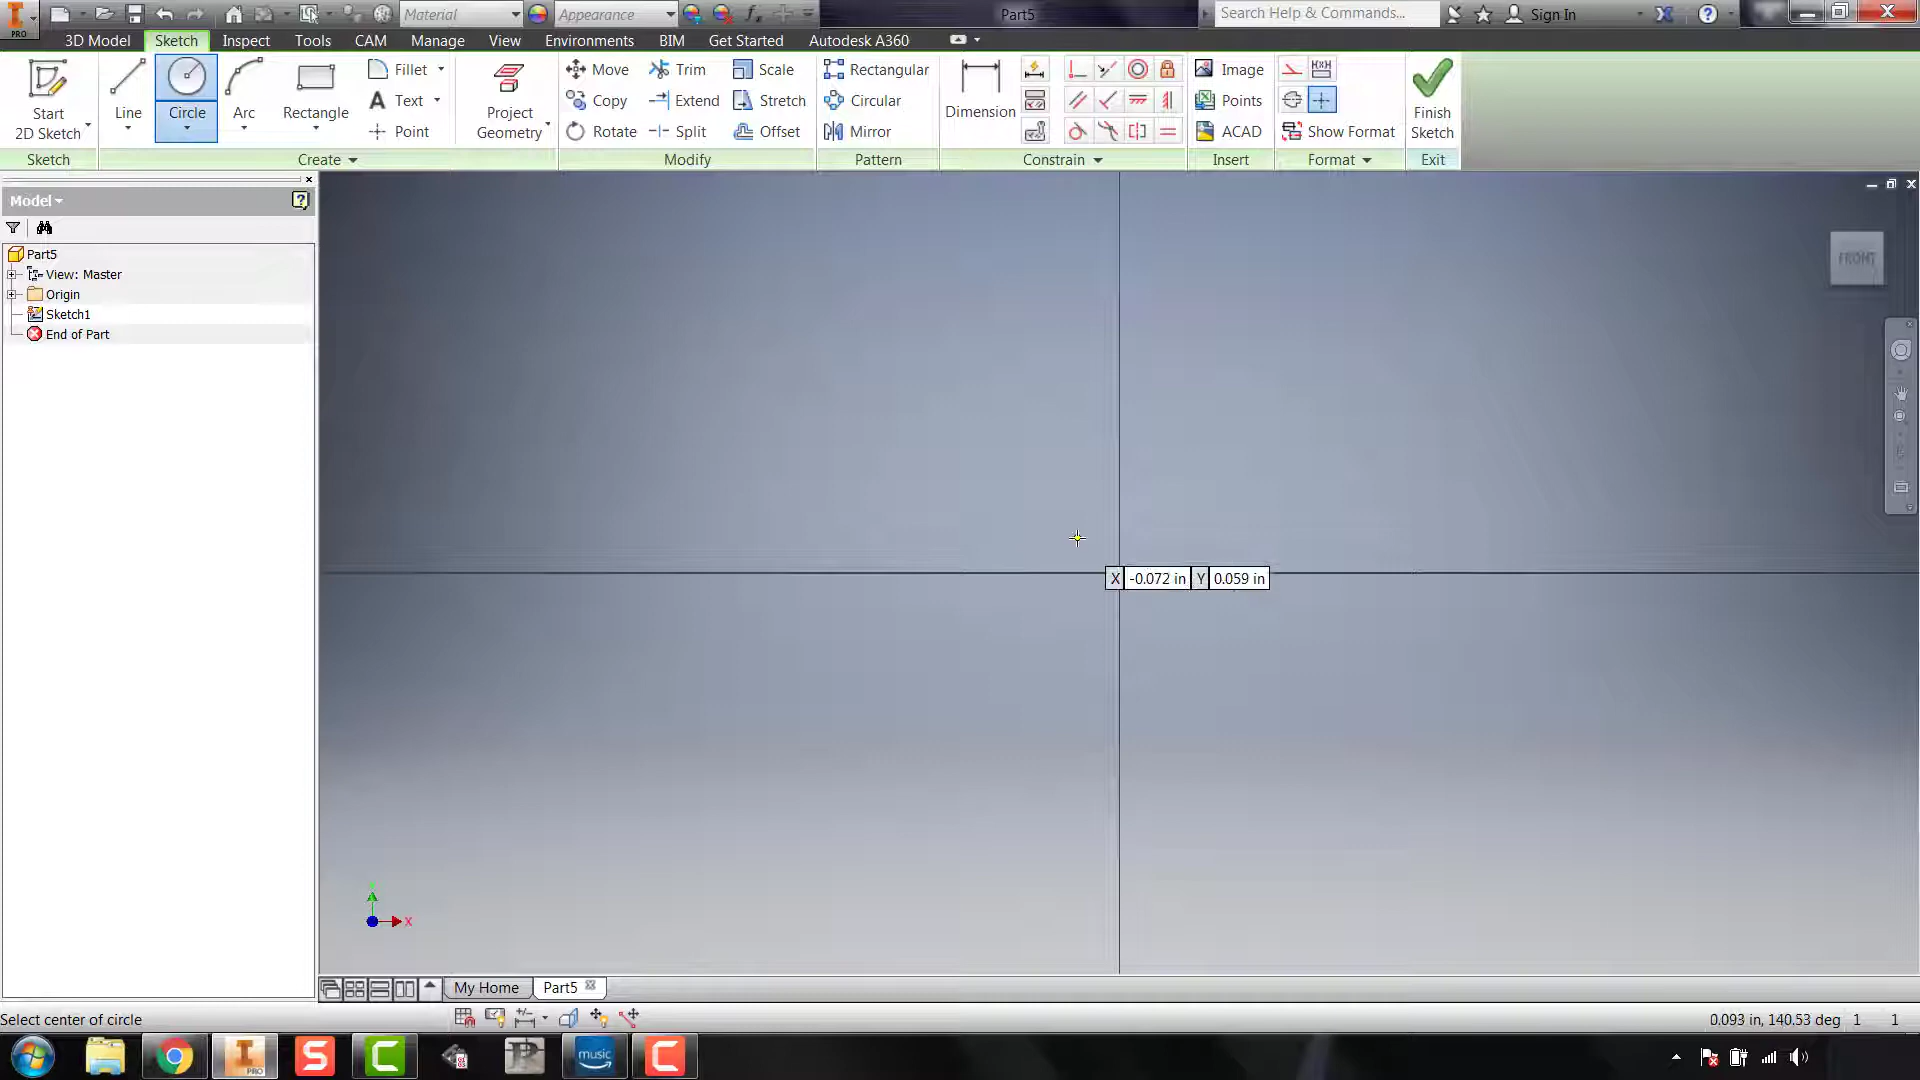 PRO
Material
Appearance
Part5
Search Help & Commands...
Sign In
3D Model
Sketch
Inspect
Tools
CAM
Manage
View
Environments
BIM
Get Started
Autodesk A360
Start
2D Sketch
Line
Circle
Arc
Rectangle
Fillet
Text
Point
Project
Geometry
Move
Copy
Rotate
Trim
Extend
Split
Scale
Stretch
Offset
Rectangular
Circular
Mirror
Dimension
Image
Points
ACAD
Show Format
Finish
Sketch
Sketch
Create
Modify
Pattern
Constrain
Insert
Format
Exit
Model
Part5
View: Master
Origin
Sketch1
End of Part
FRONT
X -0.072 in Y 0.059 in
X
My Home
Part5
Select center of circle
0.093 in, 140.53 deg 1 1
PRO
music